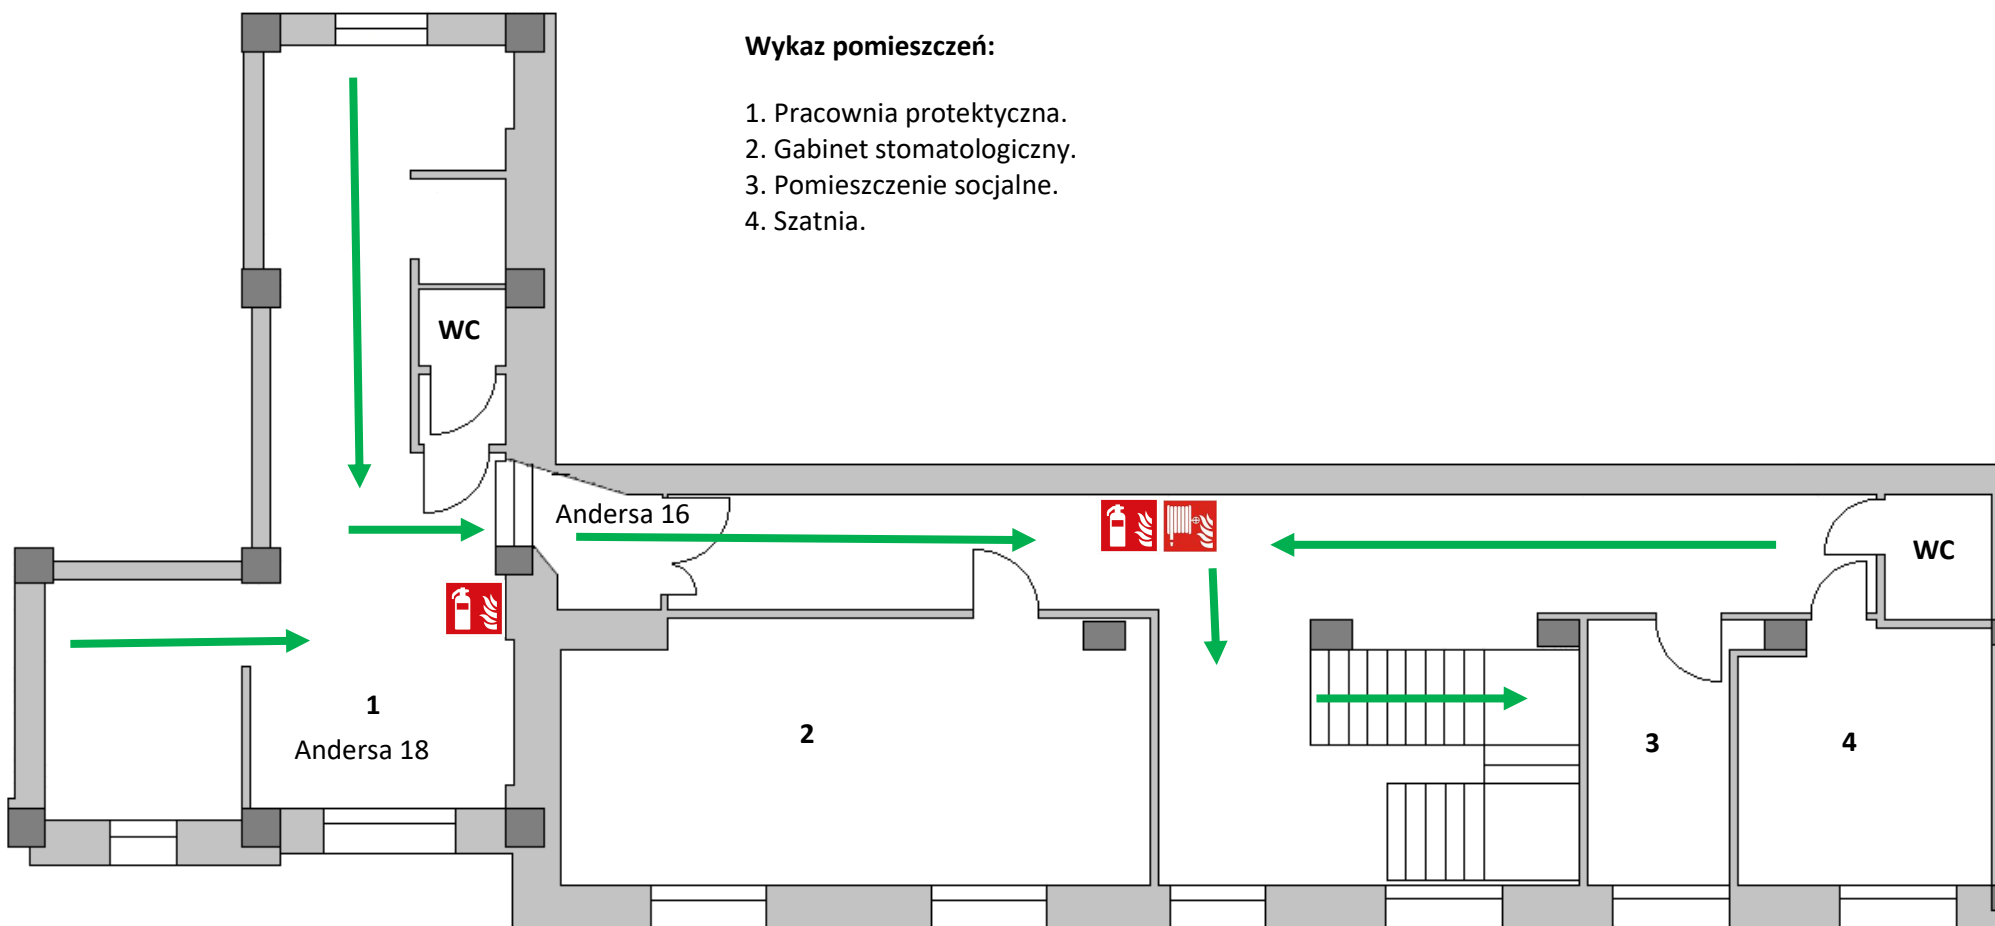 Wykaz pomieszczeń:
1. Pracownia protektyczna.
2. Gabinet stomatologiczny.
3. Pomieszczenie socjalne.
4. Szatnia.
WC
Andersa 16
WC
1
Andersa 18
2
3
4